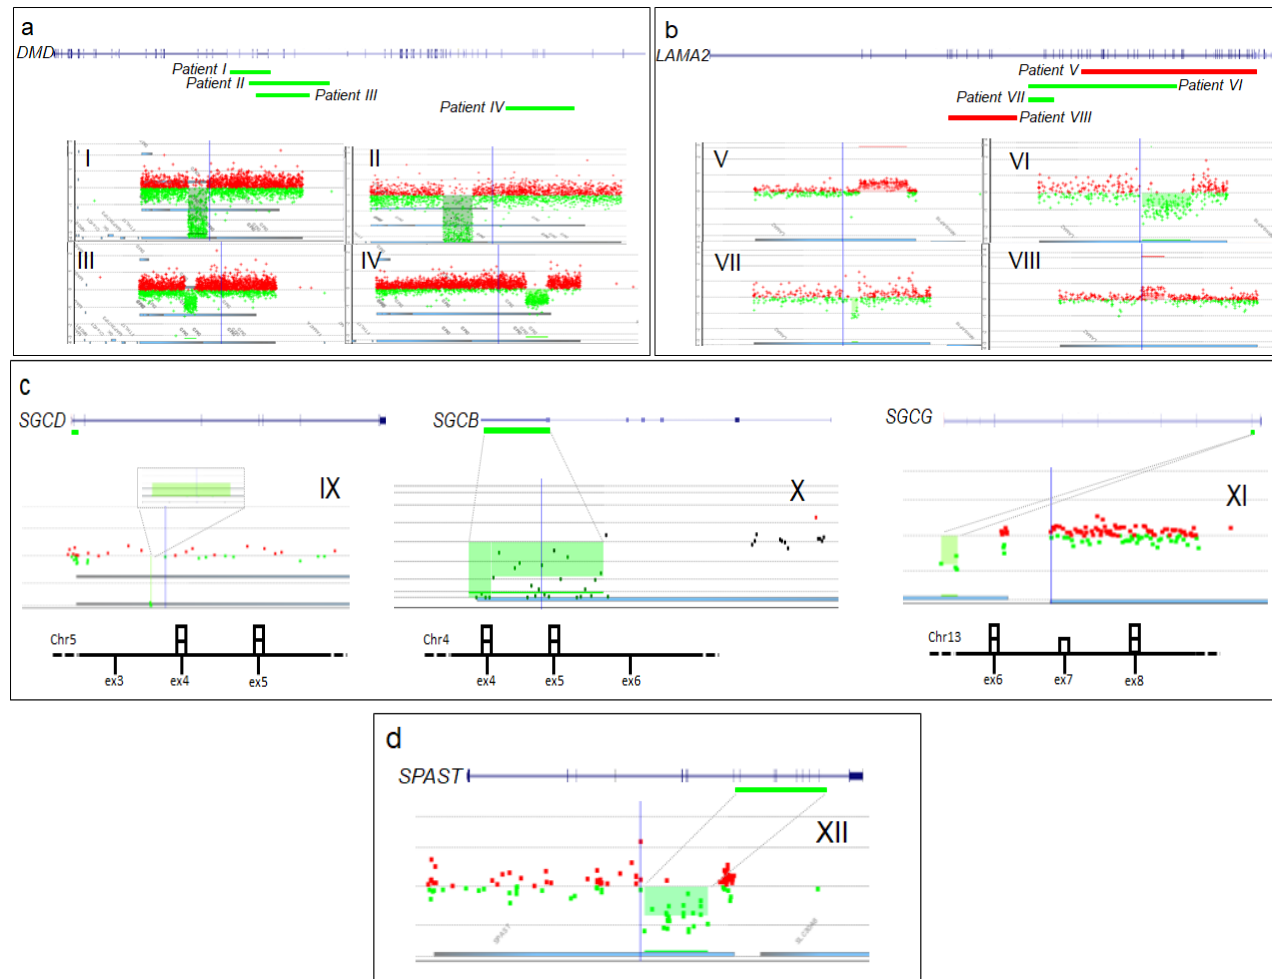 a
DMD
Patient I
Patient II
Patient III
Patient IV
I
II
III
IV
b
LAMA2
Patient V
Patient VI
Patient VII
Patient VIII
V
VI
VII
VIII
c
SGCD
SGCB
SGCG
IX
X
XI
Chr5
ex3
ex4
ex5
Chr4
ex4
ex5
ex6
Chr13
ex6
ex7
ex8
d
SPAST
XII
SPAST